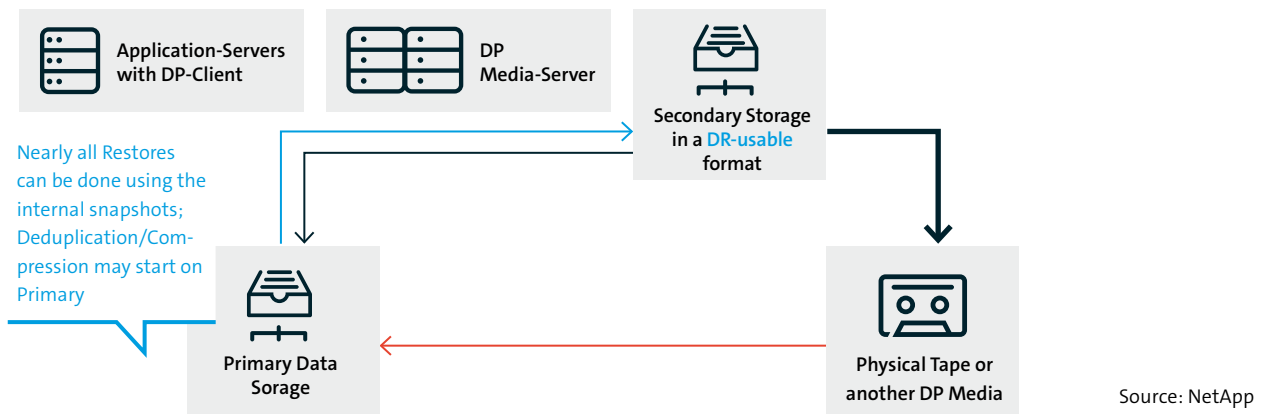 Application-Servers
with DP-Client
DP
Media-Server
Secondary Storage
in a DR-usable
format
Nearly all Restores
can be done using the
internal snapshots;
Deduplication/Com-
pression may start on
Primary
Primary Data
Sorage
Physical Tape or
another DP Media
Source: NetApp